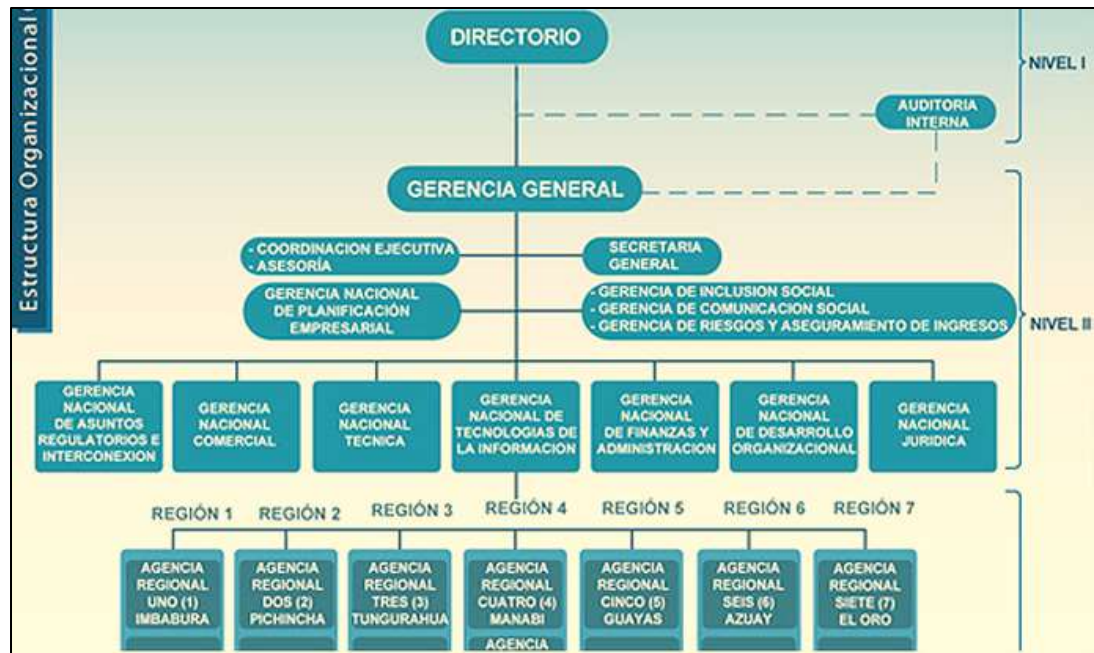 Estructura Organizacional
DIRECTORIO
NIVEL I
AUDITORIA
INTERNA
GERENCIA GENERAL
- COORDINACION EJECUTIVA
- ASESORÍA
SECRETARIA
GENERAL
GERENCIA NACIONAL
DE PLANIFICACIÓN
EMPRESARIAL
- GERENCIA DE INCLUSION SOCIAL
- GERENCIA DE COMUNICACION SOCIAL
- GERENCIA DE RIESGOS Y ASEGURAMIENTO DE INGRESOS
NIVEL II
GERENCIA
NACIONAL
DE ASUNTOS
REGULATORIOS E
INTERCONEXION
GERENCIA
NACIONAL
COMERCIAL
GERENCIA
NACIONAL
TECNICA
GERENCIA
NACIONAL DE
TECNOLOGIAS DE
LA INFORMACION
GERENCIA
NACIONAL
DE FINANZAS Y
ADMINISTRACION
GERENCIA
NACIONAL
DE DESARROLLO
ORGANIZACIONAL
GERENCIA
NACIONAL
JURIDICA
REGIÓN 1
REGIÓN 2
REGIÓN 3
REGIÓN 4
REGIÓN 5
REGIÓN 6
REGIÓN 7
AGENCIA
REGIONAL
UNO (1)
IMBABURA
AGENCIA
REGIONAL
DOS (2)
PICHINCHA
AGENCIA
REGIONAL
TRES (3)
TUNGURAHUA
AGENCIA
REGIONAL
CUATRO (4)
MANABI
AGENCIA
AGENCIA
REGIONAL
CINCO (5)
GUAYAS
AGENCIA
REGIONAL
SEIS (6)
AZUAY
AGENCIA
REGIONAL
SIETE (7)
EL ORO